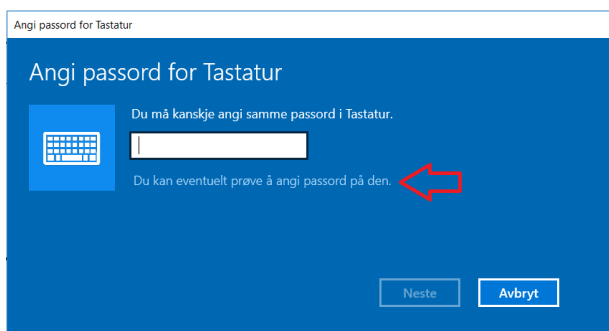 Angi passord for Tastatur
Angi passord for Tastatur
Du må kanskje angi samme passord i Tastatur.
Du kan eventuelt prøve å angi passord på den.
Neste
Avbryt